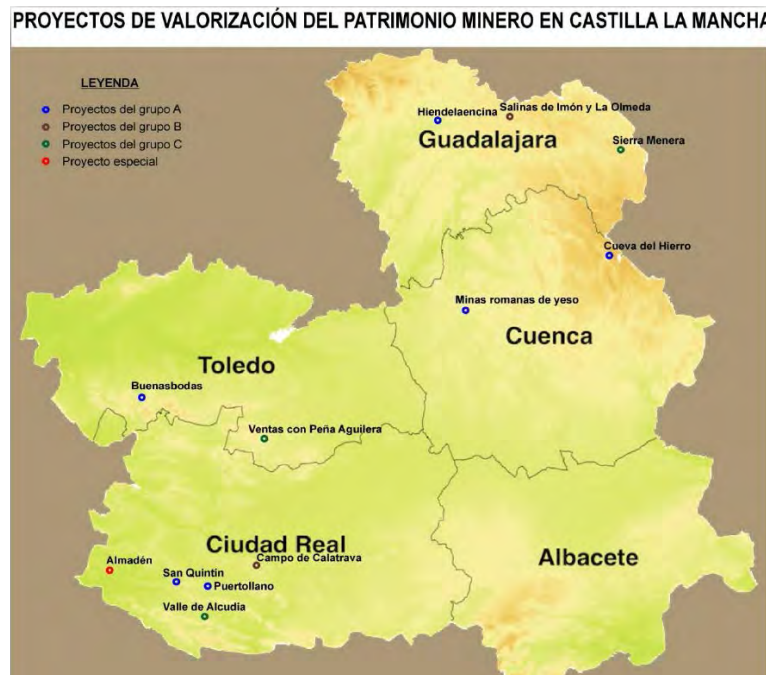 PROYECTOS DE VALORIZACIÓN DEL PATRIMONIO MINERO EN CASTILLA LA MANCHA
LEYENDA
Proyectos del grupo A
Proyectos del grupo B
Proyectos del grupo C
Proyecto especial
Salinas de Imón y La Olmeda
Hiendelaencina
Guadalajara
Sierra Menera
Cueva del Hierro
Minas romanas de yeso
Cuenca
Toledo
Buenasbodas
Ventas con Peña Aguilera
Ciudad Real
Campo de Calatrava
Albacete
Almadén
San Quintín
Puertollano
Valle de Alcudia